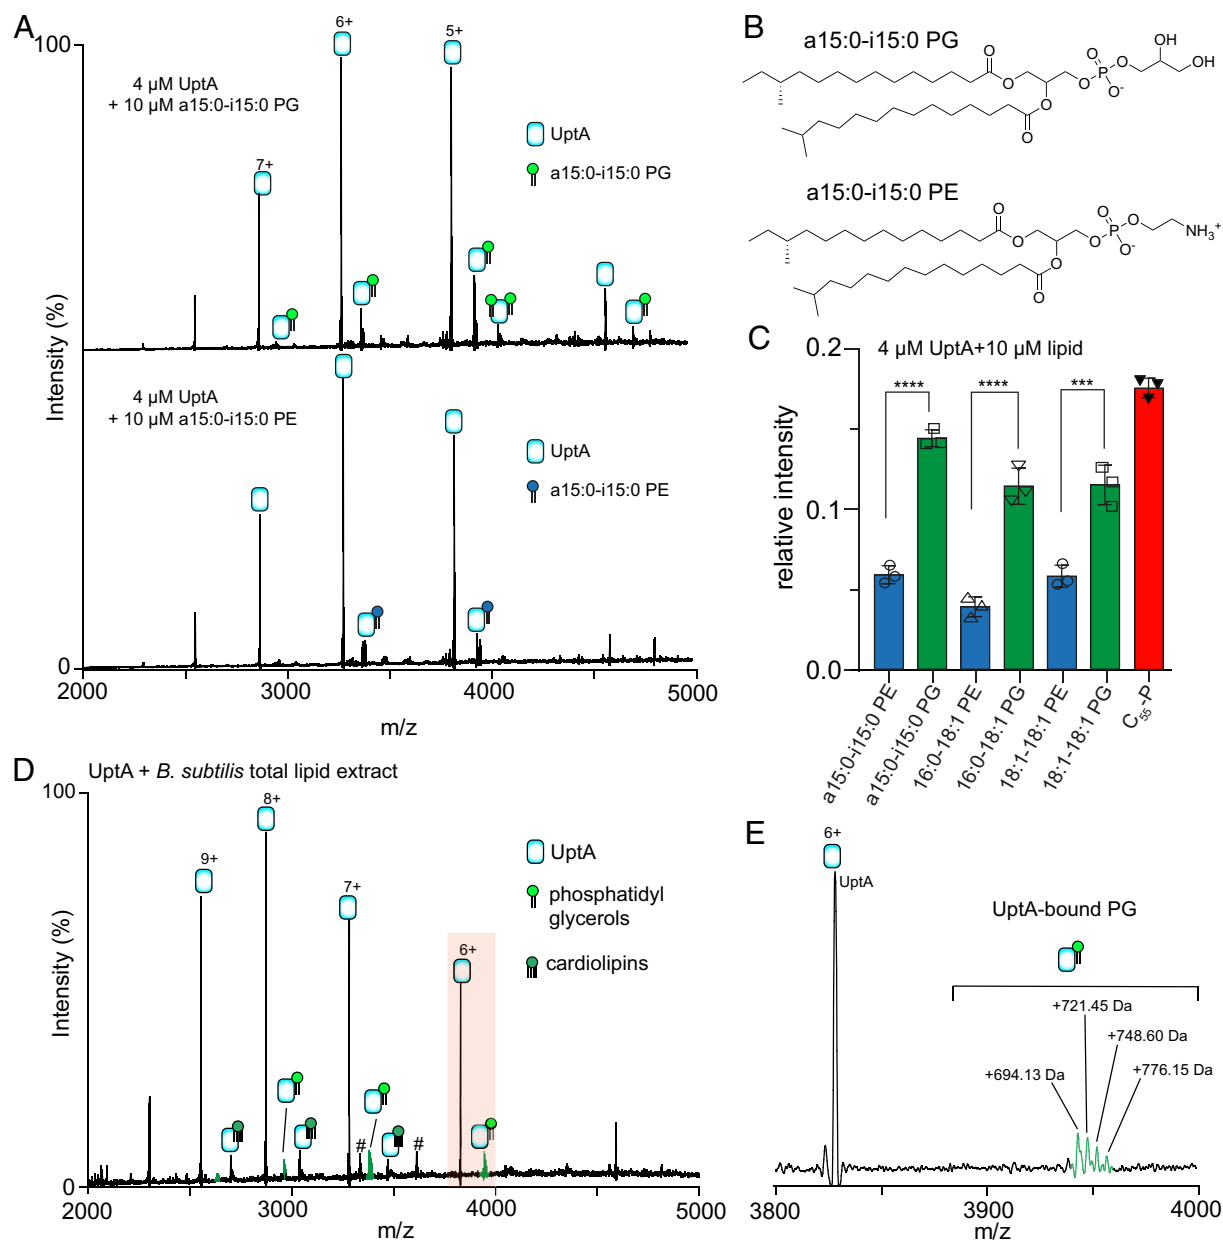 A
100
4 µM UptA
+ 10 µM a15:0-i15:0 PG
7+
6+
5+
UptA
a15:0-i15:0 PG
Intensity (%)
4 µM UptA
+ 10 µM a15:0-i15:0 PE
UptA
a15:0-i15:0 PE
0
2000
3000
4000
5000
m/z
B
a15:0-i15:0 PG
O
O
O
O
O
P
O
O-
O
OH
OH
a15:0-i15:0 PE
O
O
O
O
O
P
O
O-
O
NH3+
C
4 µM UptA+10 µM lipid
0.2
0.1
0.0
relative intensity
****
****
***
a15:0-i15:0 PE
a15:0-i15:0 PG
16:0-18:1 PE
16:0-18:1 PG
18:1-18:1 PE
18:1-18:1 PG
C55-P
D
UptA + B. subtilis total lipid extract
100
9+
8+
7+
6+
UptA
phosphatidyl
glycerols
cardiolipins
#
#
Intensity (%)
0
2000
3000
4000
5000
m/z
E
6+
UptA
UptA-bound PG
+721.45 Da
+748.60 Da
+694.13 Da
+776.15 Da
3800
3900
4000
m/z